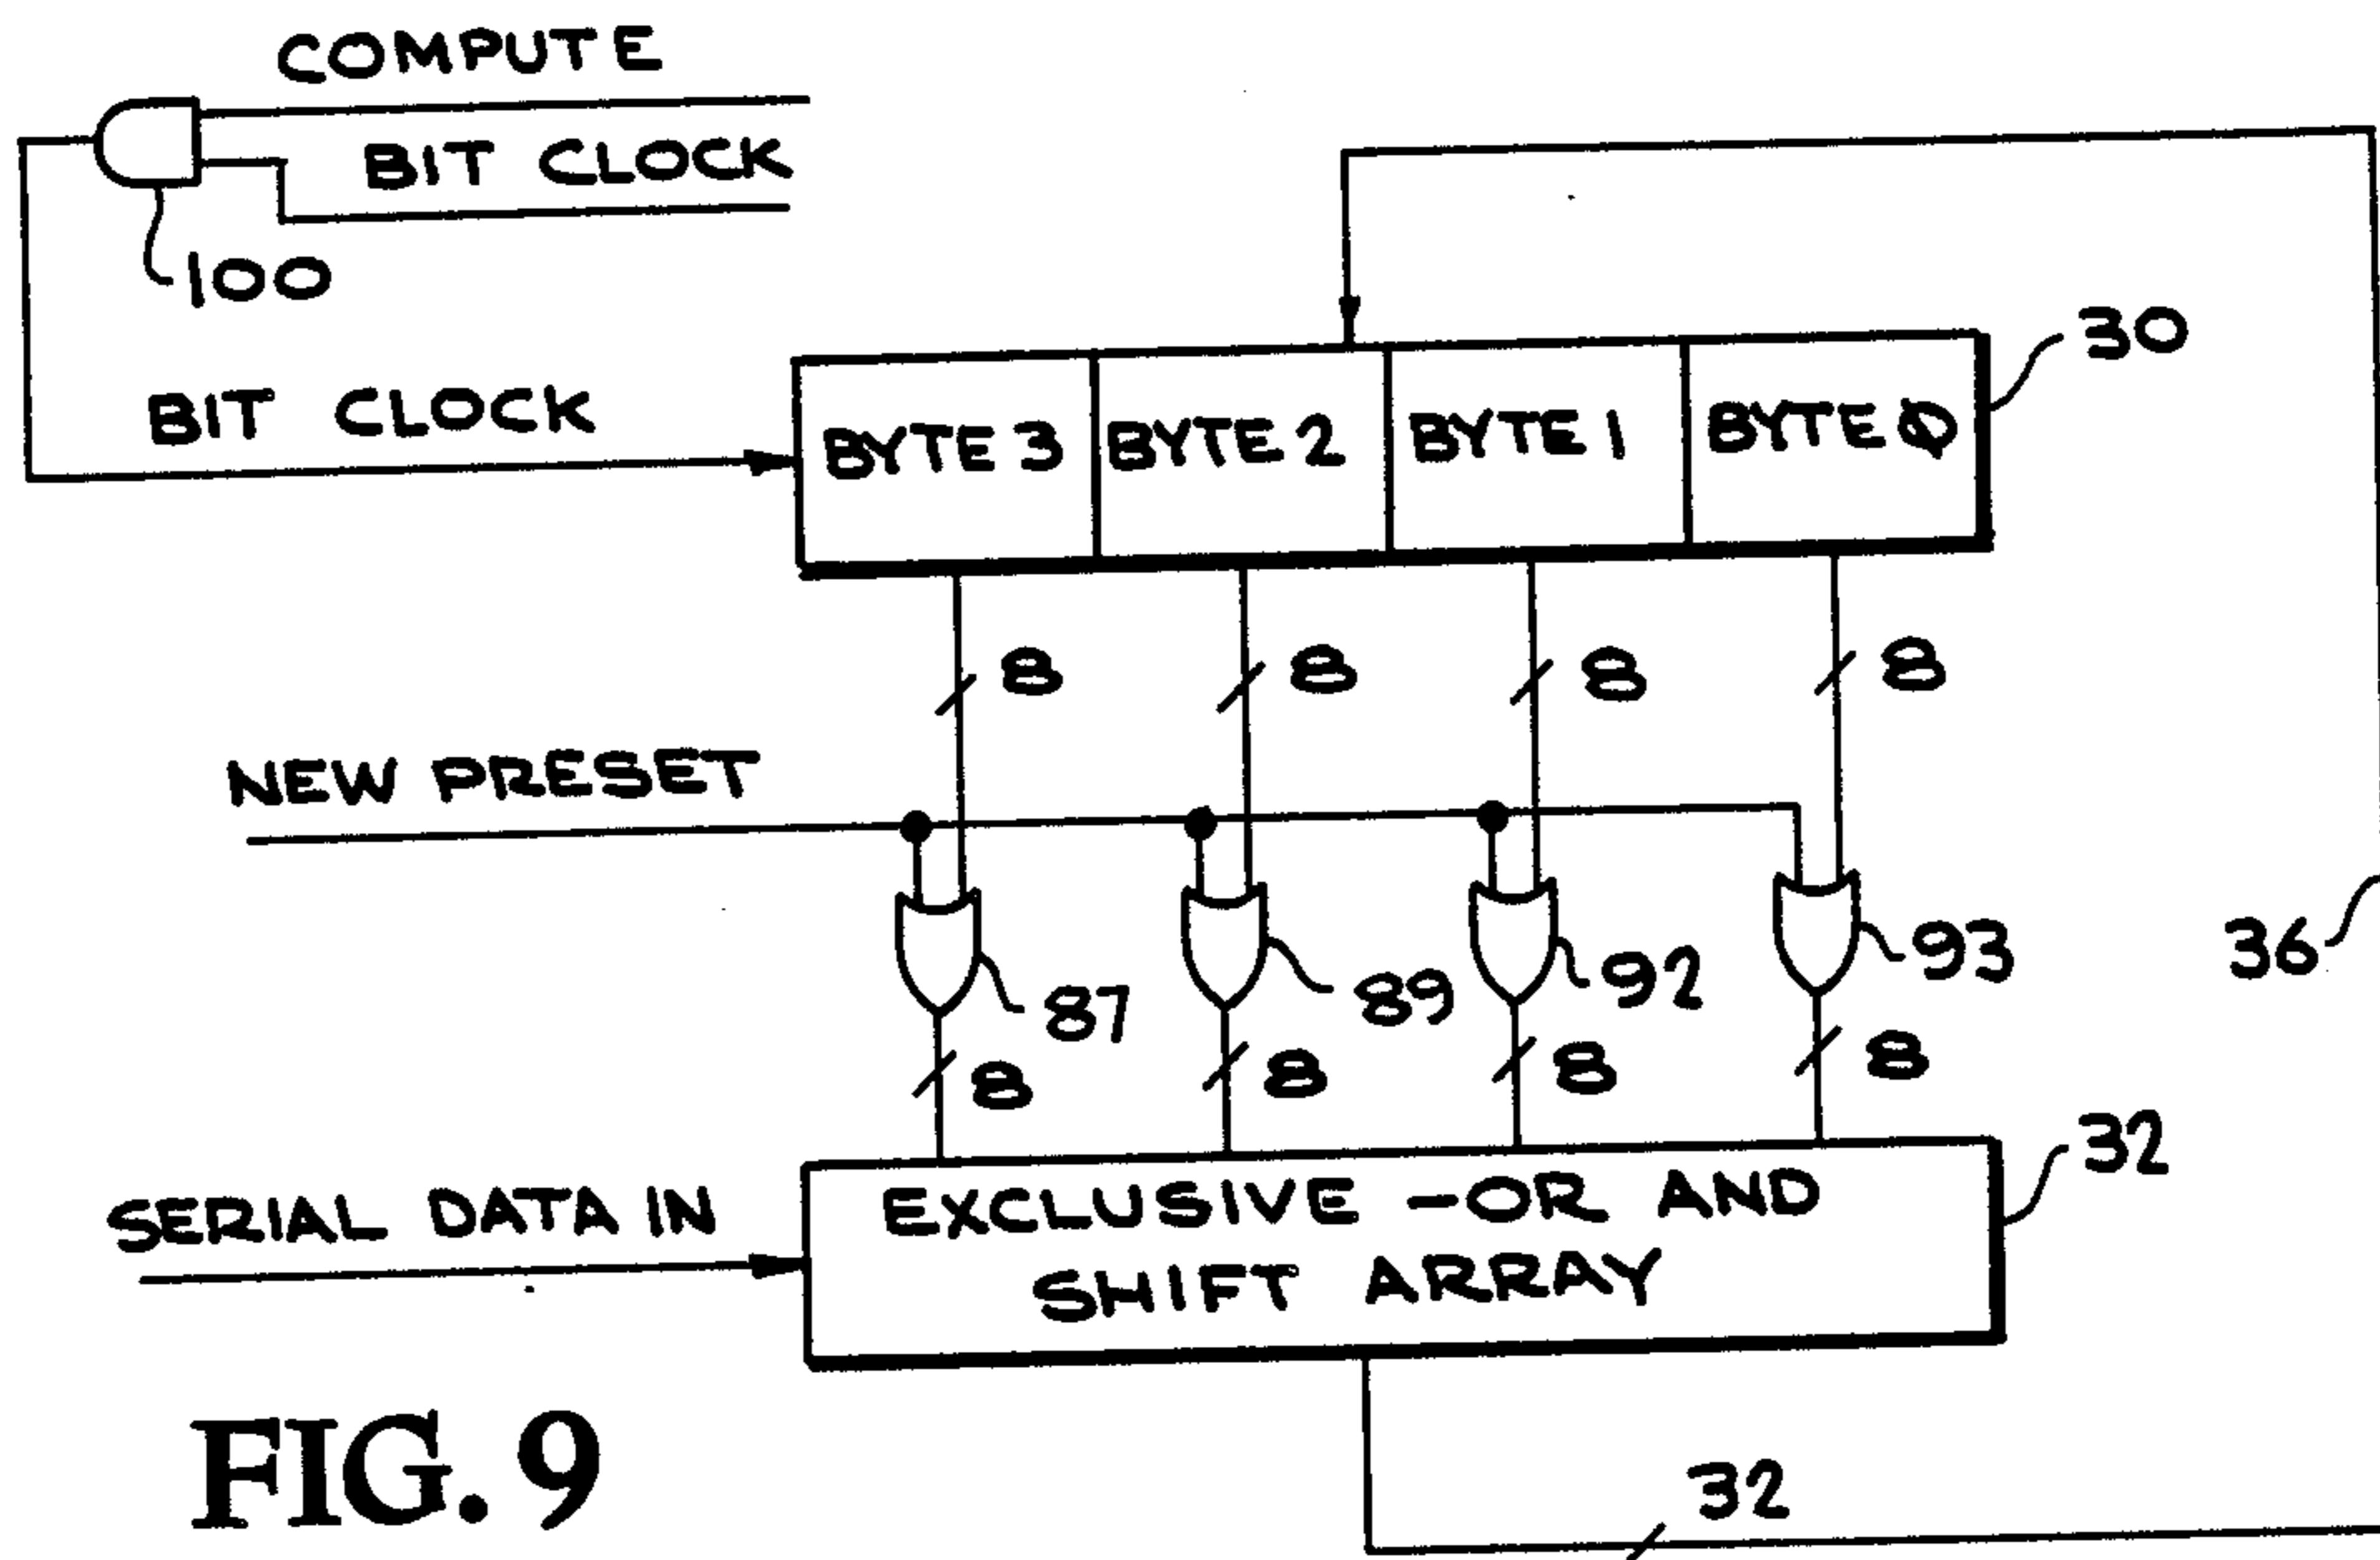 COMPUTE
BIT CLOCK
100
30
BIT CLOCK
BYTE 3 BYTE 2 BYTE 1 BYTE Ø
8 8 8 8
NEW PRESET
87 89 92 93 36
8 8 8 8
32
SERIAL DATA IN
EXCLUSIVE -OR AND
SHIFT ARRAY
FIG. 9
32